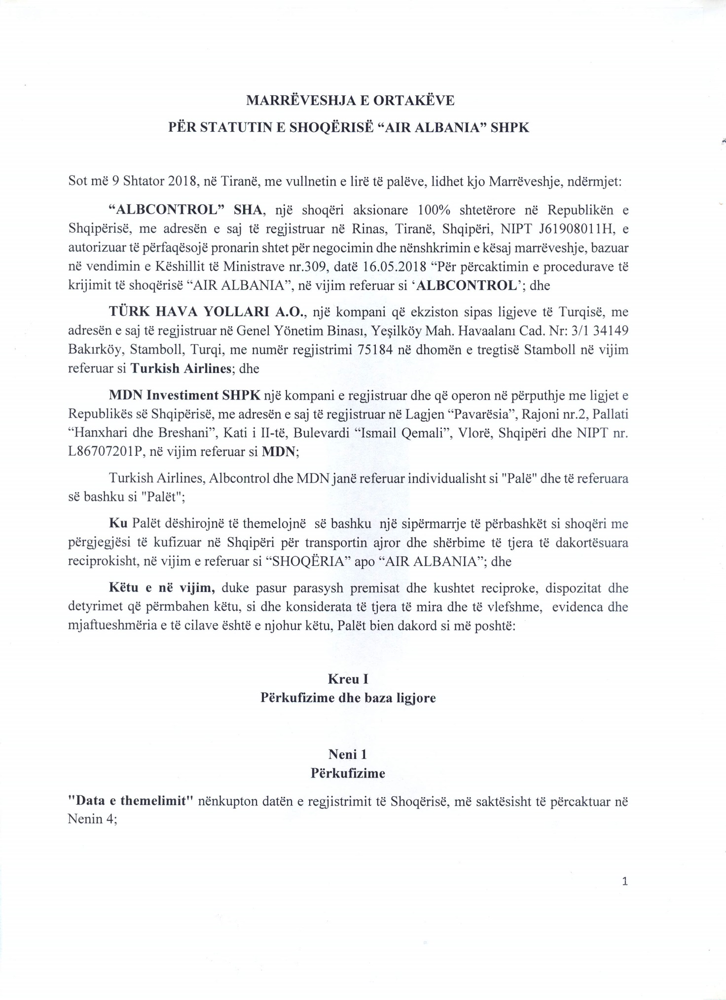 MARRËVESHJA E ORTAKËVE
PËR STATUTIN E SHOQËRISË “AIR ALBANIA” SHPK
Sot më 9 Shtator 2018, në Tiranë, me vullnetin e lirë të palëve, lidhet kjo Marrëveshje, ndërmjet:
“ALBCONTROL” SHA, një shoqëri aksionare 100% shtetërore në Republikën e
Shqipërisë, me adresën e saj të regjistruar në Rinas, Tiranë, Shqipëri, NIPT J61908011H, e
autorizuar të përfaqësojë pronarin shtet për negocimin dhe nënshkrimin e kësaj marrëveshje, bazuar
në vendimin e Këshillit të Ministrave nr.309, datë 16.05.2018 “Për përcaktimin e procedurave të
krijimit të shoqërisë “AIR ALBANIA”, në vijim referuar si ‘ALBCONTROL’; dhe
TÜRK HAVA YOLLARI A.O., një kompani që ekziston sipas ligjeve të Turqisë, me
adresën e saj të regjistruar në Genel Yönetim Binası, Yeşilköy Mah. Havaalanı Cad. Nr: 3/1 34149
Bakırköy, Stamboll, Turqi, me numër regjistrimi 75184 në dhomën e tregtisë Stamboll në vijim
referuar si Turkish Airlines; dhe
MDN Investiment SHPK një kompani e regjistruar dhe që operon në përputhje me ligjet e
Republikës së Shqipërisë, me adresën e saj të regjistruar në Lagjen “Pavarësia”, Rajoni nr.2, Pallati
“Hanxhari dhe Breshani”, Kati i II-të, Bulevardi “Ismail Qemali”, Vlorë, Shqipëri dhe NIPT nr.
L86707201P, në vijim referuar si MDN;
Turkish Airlines, Albcontrol dhe MDN janë referuar individualisht si "Palë" dhe të referuara
së bashku si "Palët";
Ku Palët dëshirojnë të themelojnë së bashku një sipërmarrje të përbashkët si shoqëri me
përgjegjësi të kufizuar në Shqipëri për transportin ajror dhe shërbime të tjera të dakortësuara
reciprokisht, në vijim e referuar si “SHOQËRIA” apo “AIR ALBANIA”; dhe
Këtu e në vijim, duke pasur parasysh premisat dhe kushtet reciproke, dispozitat dhe
detyrimet që përmbahen këtu, si dhe konsiderata të tjera të mira dhe të vlefshme, evidenca dhe
mjaftueshmëria e të cilave është e njohur këtu, Palët bien dakord si më poshtë:
Kreu I
Përkufizime dhe baza ligjore
Neni 1
Përkufizime
"Data e themelimit" nënkupton datën e regjistrimit të Shoqërisë, më saktësisht të përcaktuar në
Nenin 4;
1